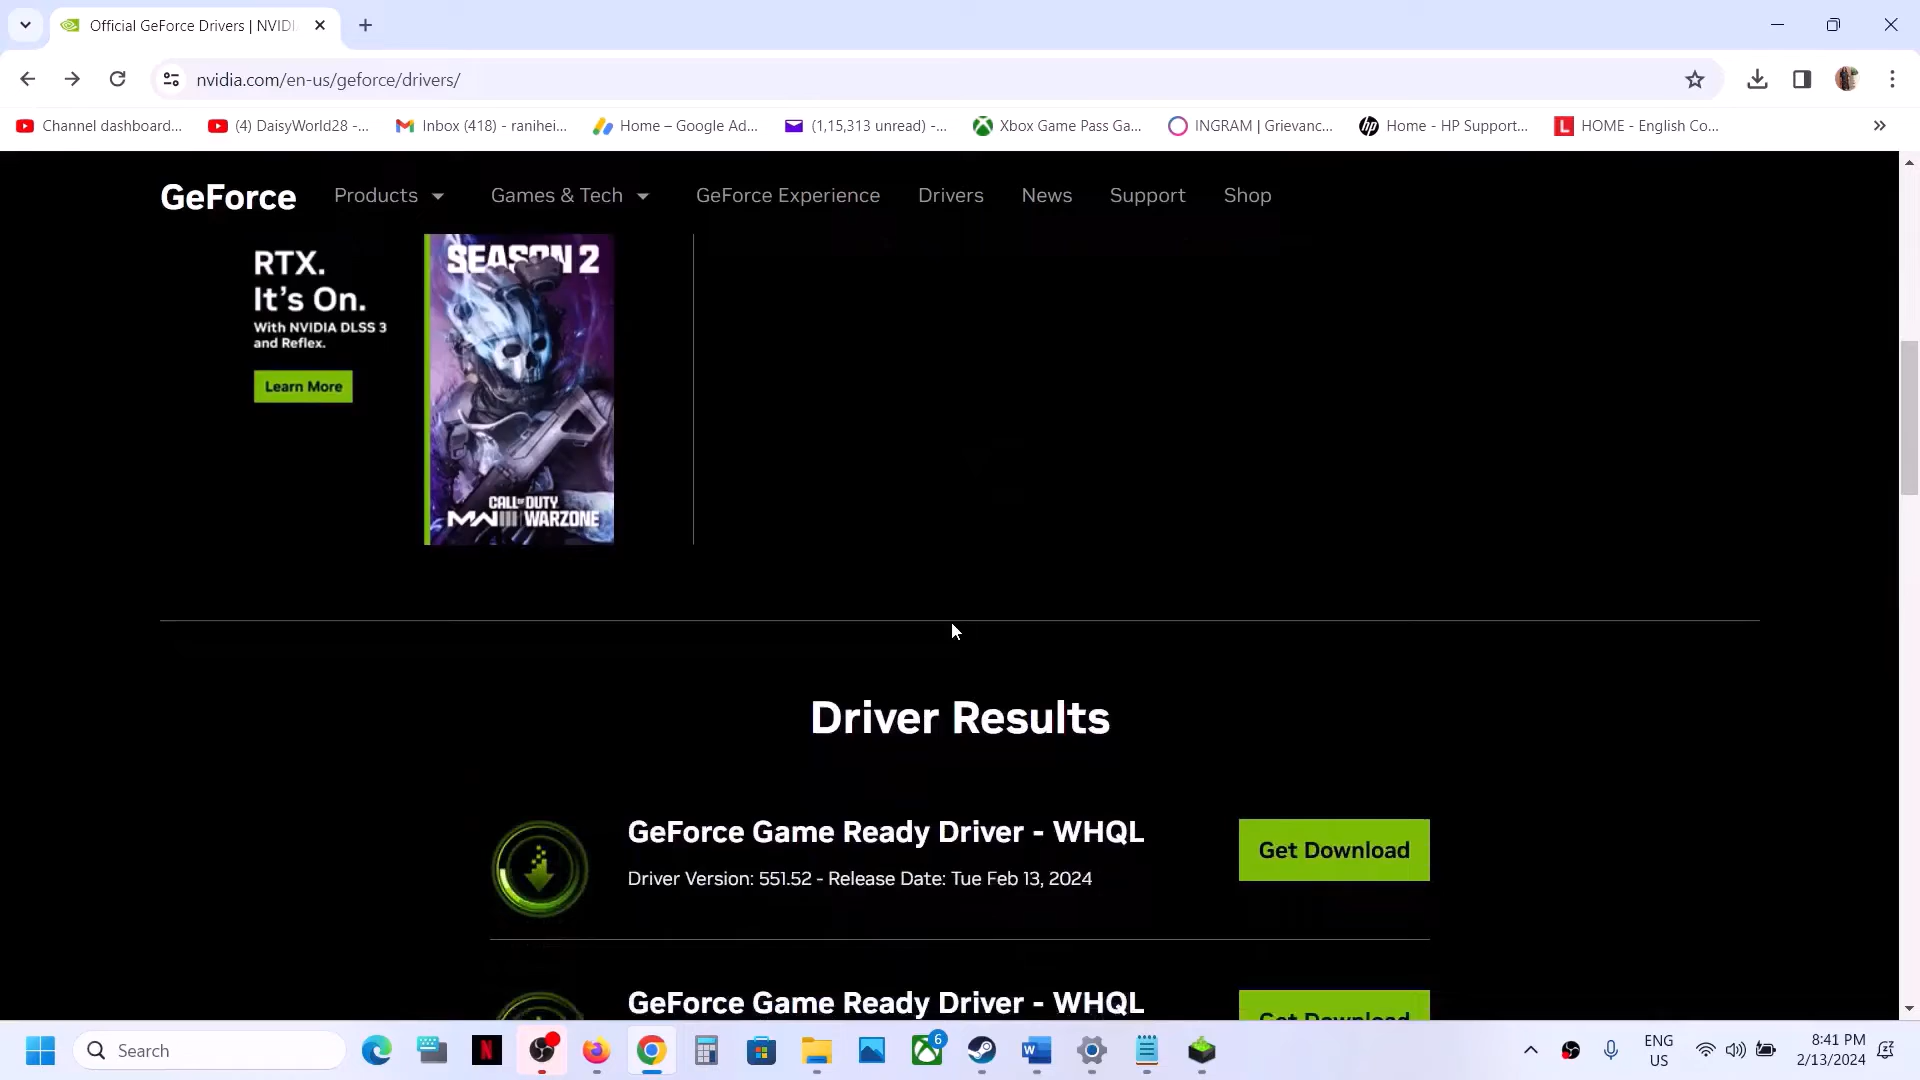 Official GeForce Drivers | NVIDI
nvidia.com/en-us/geforce/drivers/
Channel dashboard...
(4) DaisyWorld28 -...
Inbox (418) - ranihei...
Home – Google Ad...
(1,15,313 unread) -...
Xbox Game Pass Ga...
INGRAM | Grievanc...
Home - HP Support...
HOME - English Co...
GeForce
Products
Games & Tech
GeForce Experience
Drivers
News
Support
Shop
RTX.
It's On.
With NVIDIA DLSS 3
and Reflex.
Learn More
SEASON 2
CALL OF DUTY
MWIII WARZONE
Driver Results
GeForce Game Ready Driver - WHQL
Driver Version: 551.52 - Release Date: Tue Feb 13, 2024
Get Download
GeForce Game Ready Driver - WHQL
Get Download
Search
6
ENG
US
8:41 PM
2/13/2024